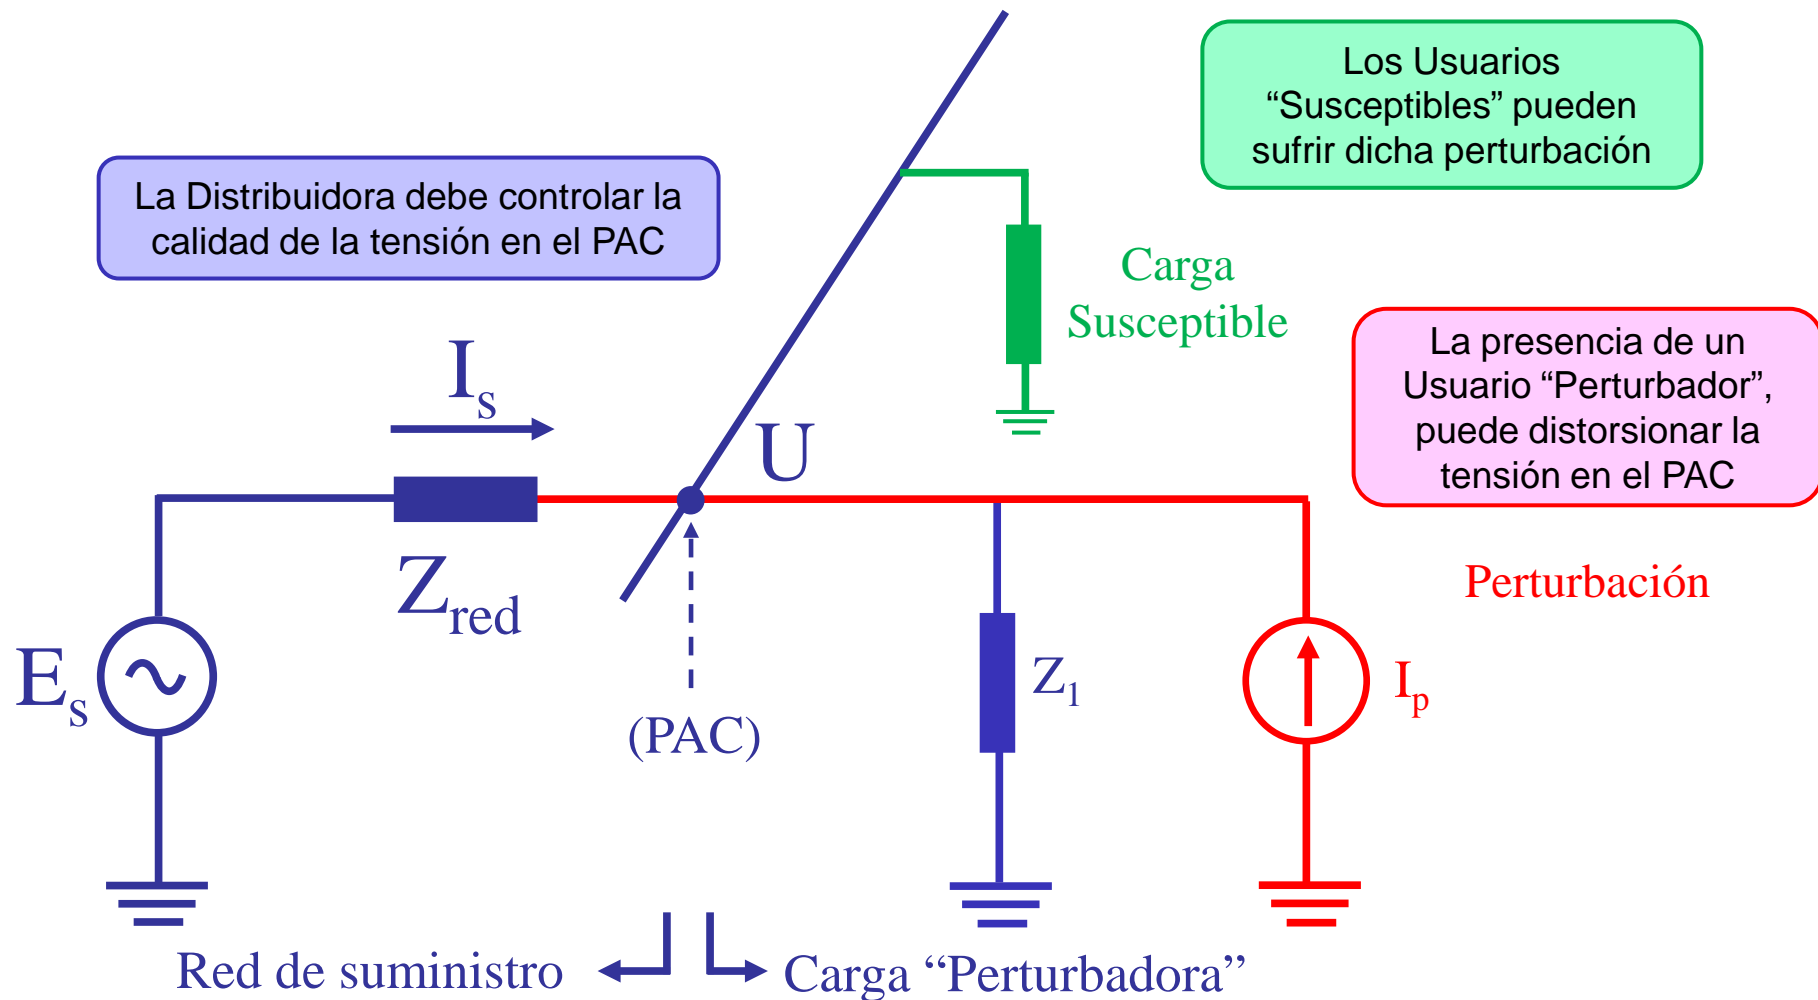 Los Usuarios
“Susceptibles” pueden
sufrir dicha perturbación
La Distribuidora debe controlar la
calidad de la tensión en el PAC
Carga
Susceptible
La presencia de un
Usuario “Perturbador”,
puede distorsionar la
tensión en el PAC
Is
U
Zred
Perturbación
Es
Z1
Ip
(PAC)
Red de suministro
Carga “Perturbadora”